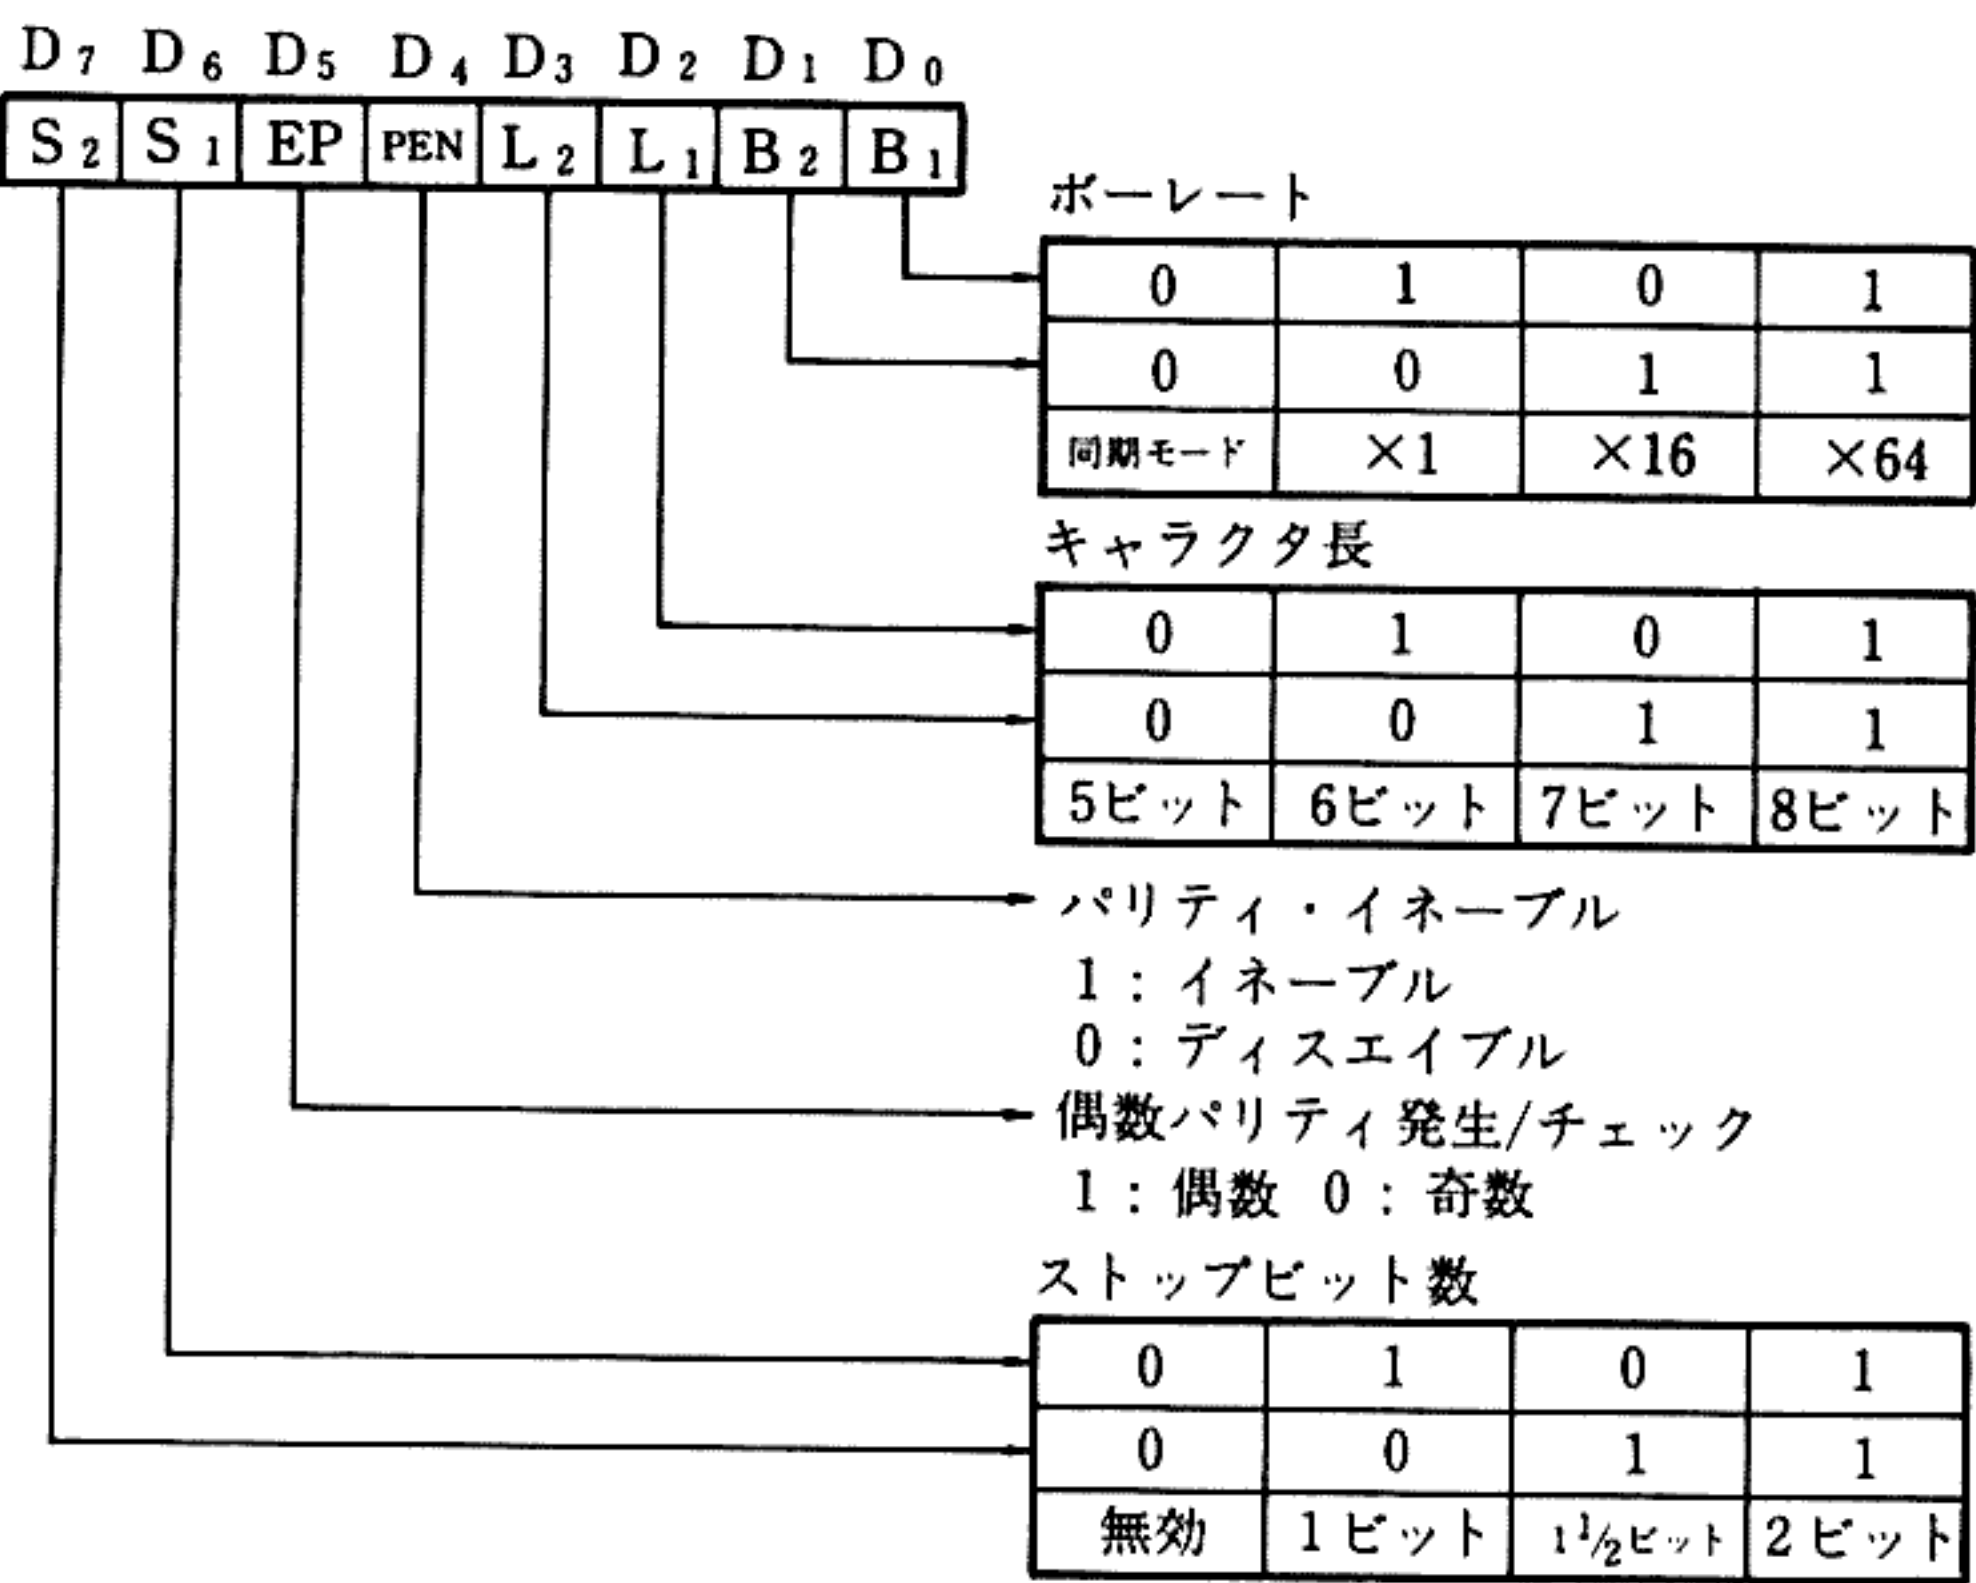 D7 D6 D5 D4 D3 D2 D1 D0
S2 S1 EP PEN L2 L1 B2 B1
ボーレート
0 1 0 1
0 0 1 1
同期モード ×1 ×16 ×64
キャラクタ長
0 1 0 1
0 0 1 1
5ビット 6ビット 7ビット 8ビット
パリティ・イネーブル
1:イネーブル
0:ディスエイブル
偶数パリティ発生/チェック
1:偶数 0:奇数
ストップビット数
0 1 0 1
0 0 1 1
無効 1ビット 1 1/2ビット 2ビット